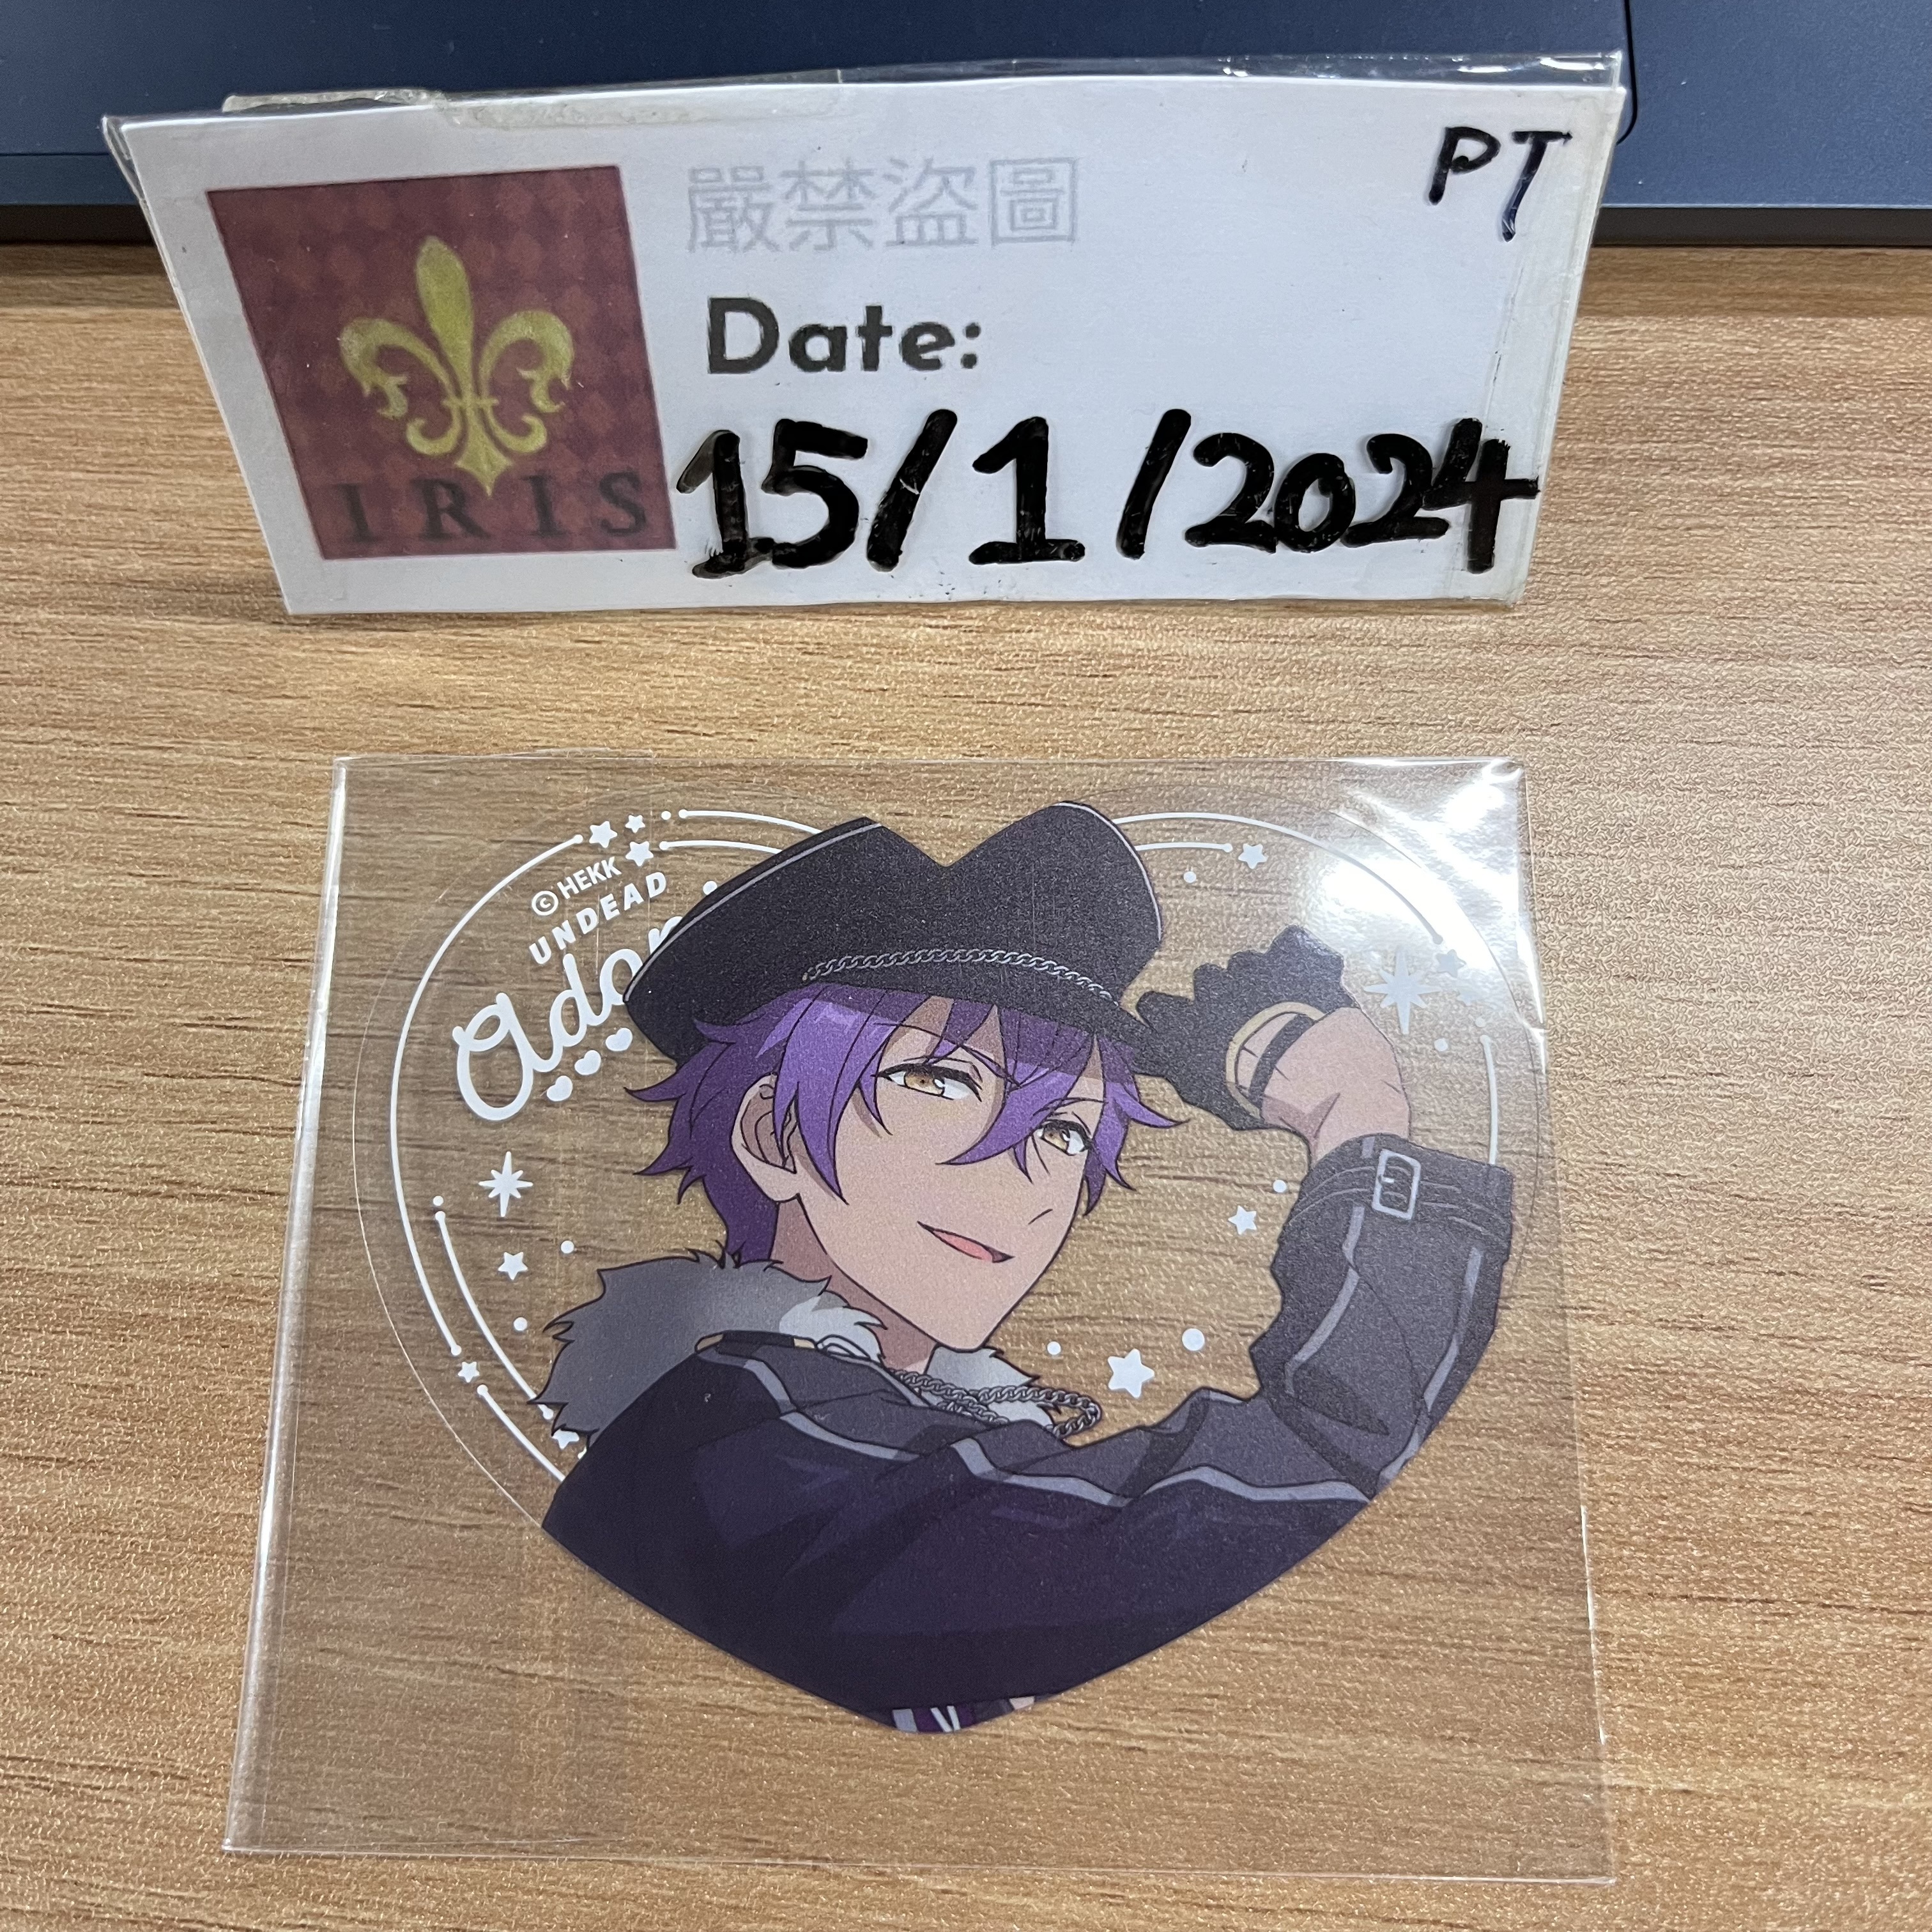 PT
嚴禁盜圖
Date:
15/1/2024
IRIS
© HEKK
UNDEAD